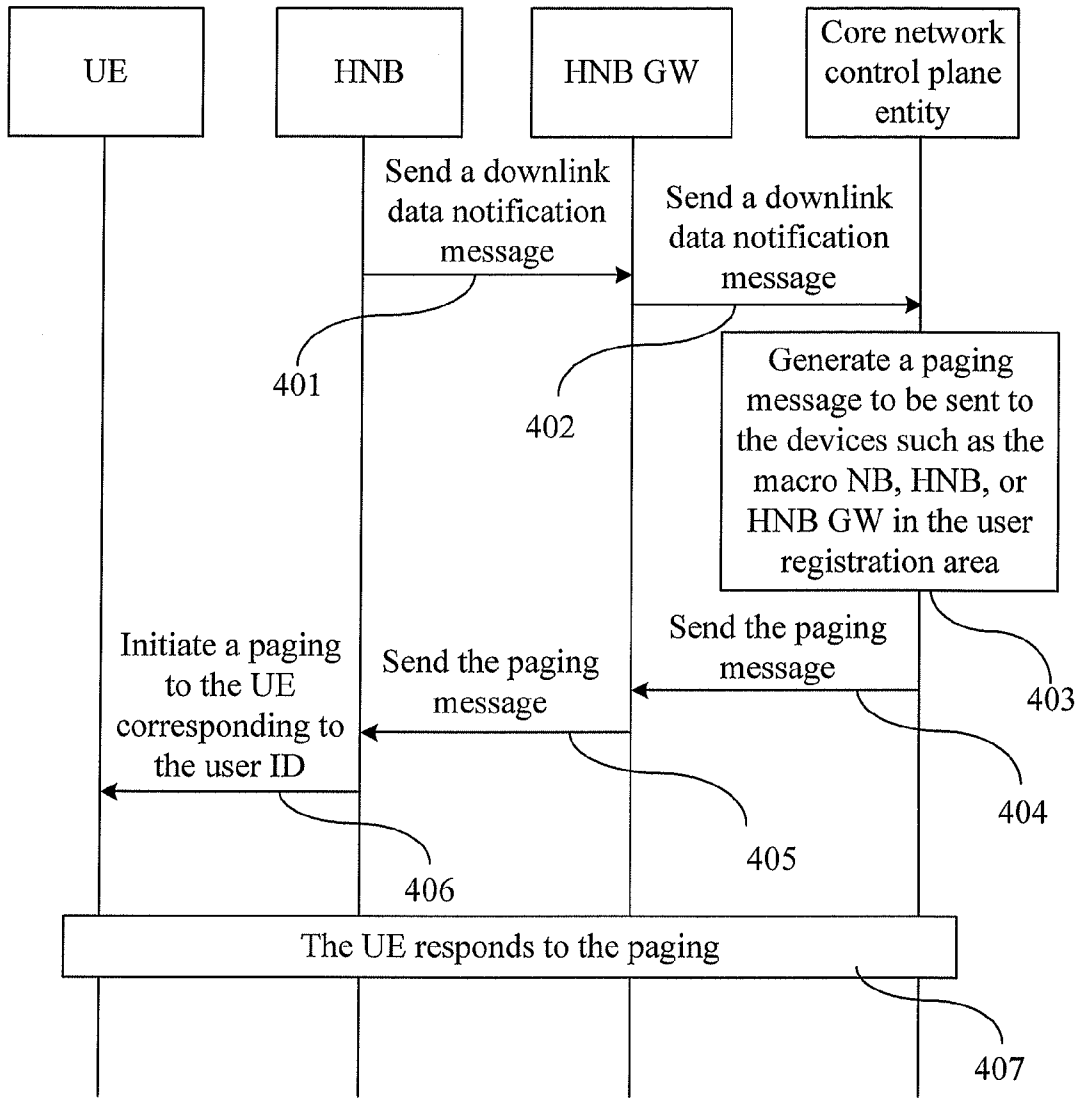 UE
HNB
HNB GW
Core network
control plane
entity
Send a downlink
data notification
message
401
Send a downlink
data notification
message
402
Generate a paging
message to be sent to
the devices such as the
macro NB, HNB, or
HNB GW in the user
registration area
403
Send the paging
message
404
Send the paging
message
405
Initiate a paging
to the UE
corresponding to
the user ID
406
The UE responds to the paging
407